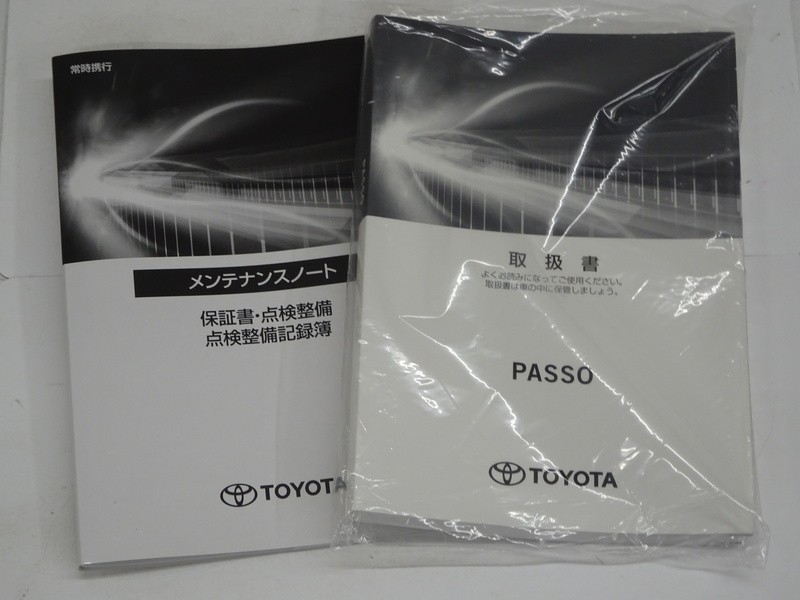 常時携行
メンテナンスノート
保証書・点検整備
点検整備記録簿
TOYOTA
取扱書
よくお読みになってご使用ください。
取扱書は車の中に保管しましょう。
PASSO
TOYOTA